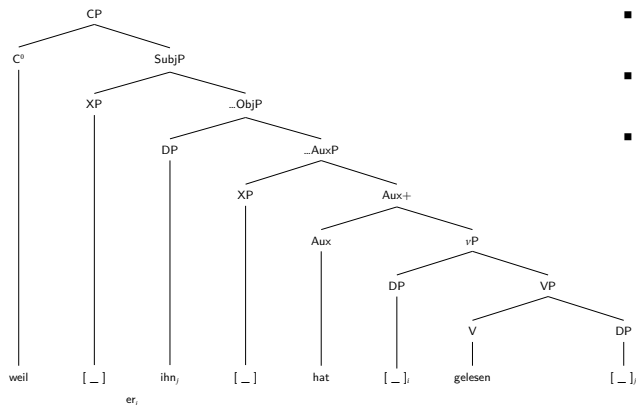 CP
C⁰ SubjP
XP ...ObjP
DP ...AuxP
XP Aux+
Aux vP
DP VP
V DP
weil [ _ ] ihnⱼ [ _ ] hat [ _ ]ᵢ gelesen [ _ ]ⱼ
erᵢ